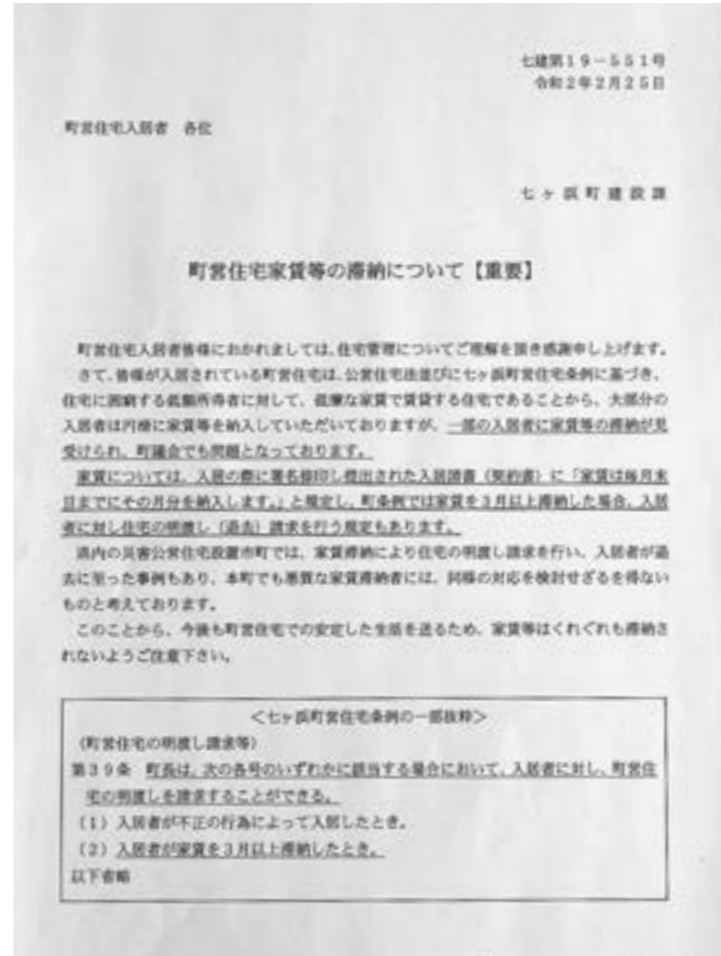 七建第１９－５５１号
令和２年２月２５日
町営住宅入居者　各位
七ヶ浜町建設課
町営住宅家賃等の滞納について【重要】
町営住宅入居者皆様におかれましては、住宅管理についてご理解を頂き感謝申し上げます。
さて、皆様が入居されている町営住宅は、公営住宅法並びに七ヶ浜町営住宅条例に基づき、
住宅に困窮する低額所得者に対して、低廉な家賃で賃貸する住宅であることから、大部分の
入居者は円滑に家賃等を納入していただいておりますが、一部の入居者に家賃等の滞納が見
受けられ、町議会でも問題となっております。
家賃については、入居の際に署名捺印し提出された入居請書（契約書）に「家賃は毎月末
日までにその月分を納入します。」と規定し、町条例では家賃を３月以上滞納した場合、入居
者に対し住宅の明渡し（退去）請求を行う規定もあります。
県内の災害公営住宅設置市町では、家賃滞納により住宅の明渡し請求を行い、入居者が退
去に至った事例もあり、本町でも悪質な家賃滞納者には、同様の対応を検討せざるを得ない
ものと考えております。
このことから、今後も町営住宅での安定した生活を送るため、家賃等はくれぐれも滞納さ
れないようご注意下さい。
＜七ヶ浜町営住宅条例の一部抜粋＞
（町営住宅の明渡し請求等）
第３９条　町長は、次の各号のいずれかに該当する場合において、入居者に対し、町営住
宅の明渡しを請求することができる。
（１）入居者が不正の行為によって入居したとき。
（２）入居者が家賃を３月以上滞納したとき。
以下省略